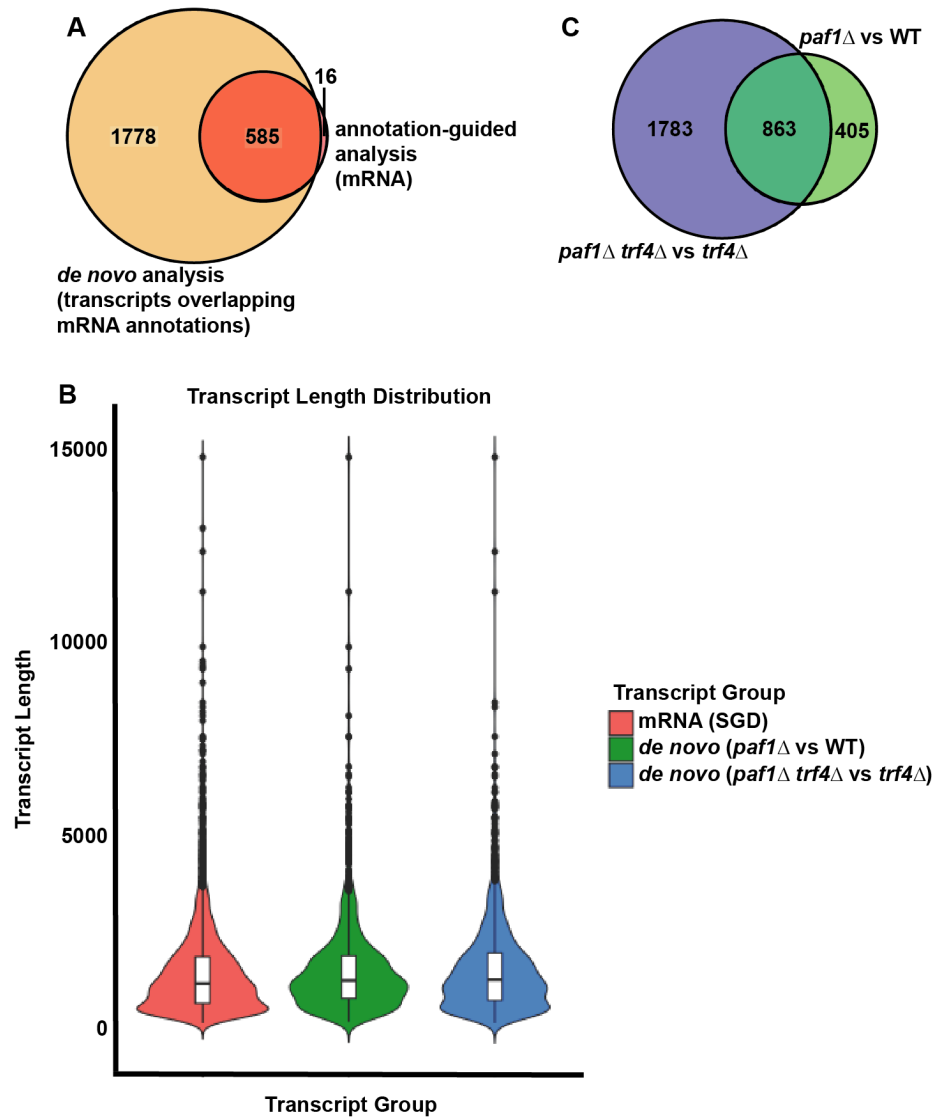 A
16
1778
585
annotation-guided
analysis
(mRNA)
de novo analysis
(transcripts overlapping
mRNA annotations)
C
paf1Δ vs WT
1783
863
405
paf1Δ trf4Δ vs trf4Δ
B
Transcript Length Distribution
15000
10000
5000
0
Transcript Length
Transcript Group
Transcript Group
mRNA (SGD)
de novo (paf1Δ vs WT)
de novo (paf1Δ trf4Δ vs trf4Δ)